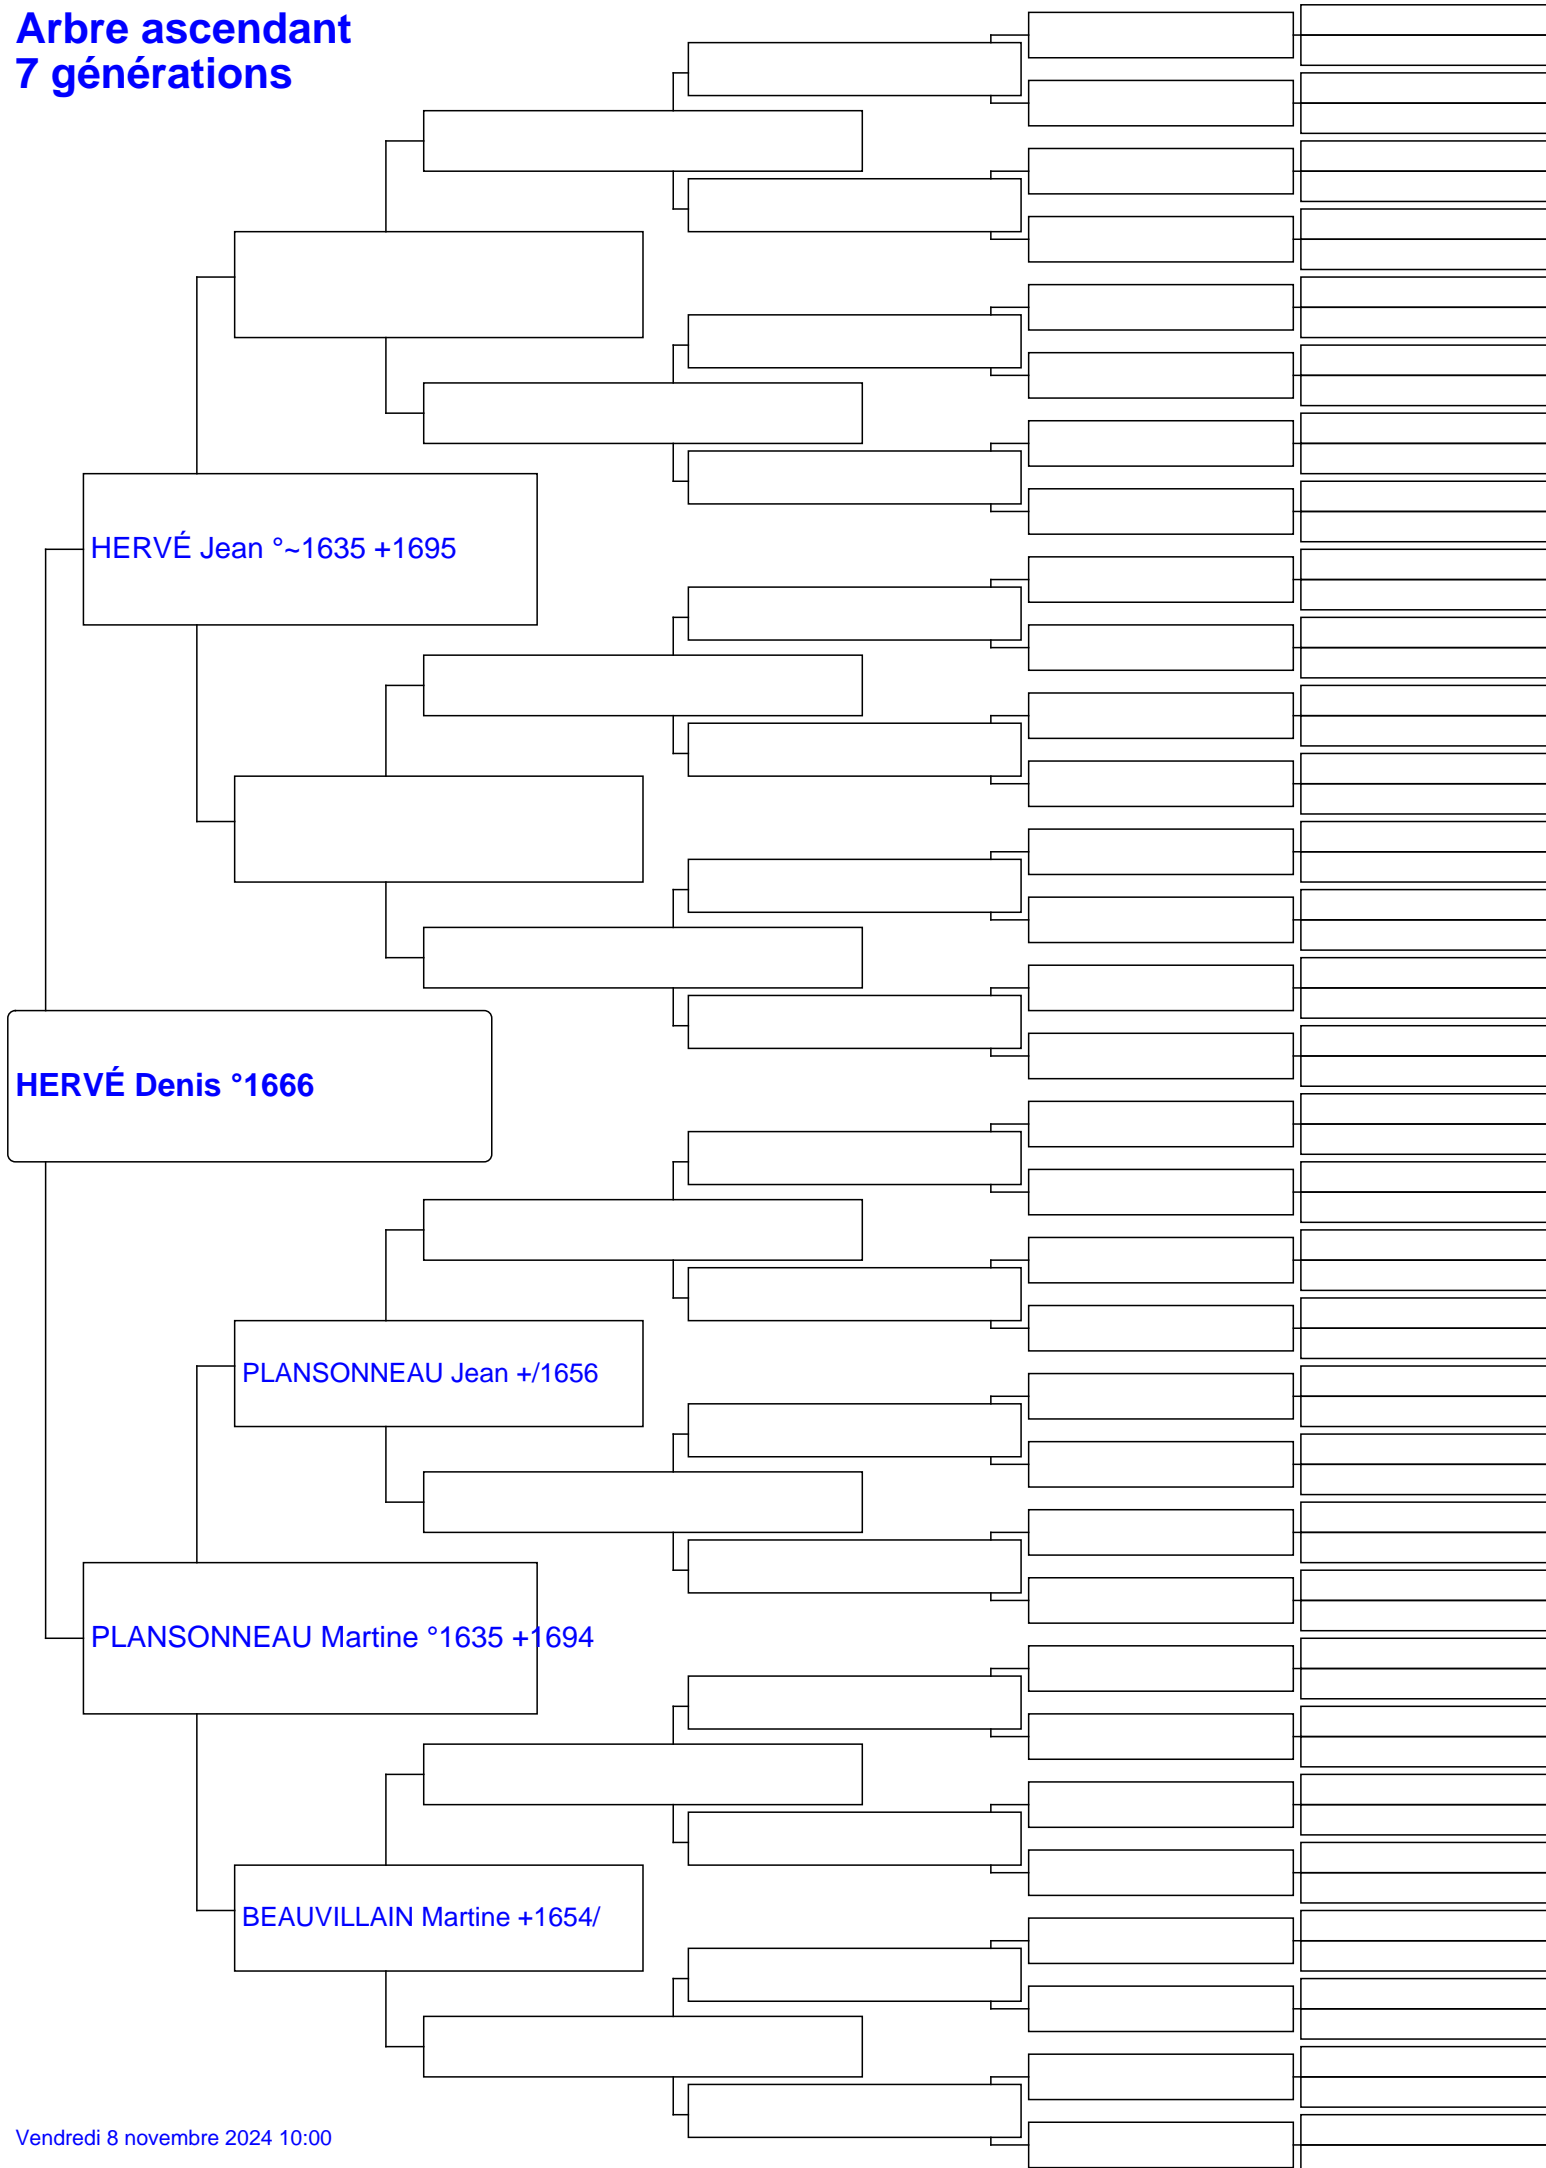 Arbre ascendant
7 générations
HERVÉ Jean °~1635 +1695
HERVÉ Denis °1666
PLANSONNEAU Jean +/1656
PLANSONNEAU Martine °1635 +1694
BEAUVILLAIN Martine +1654/
Vendredi 8 novembre 2024 10:00